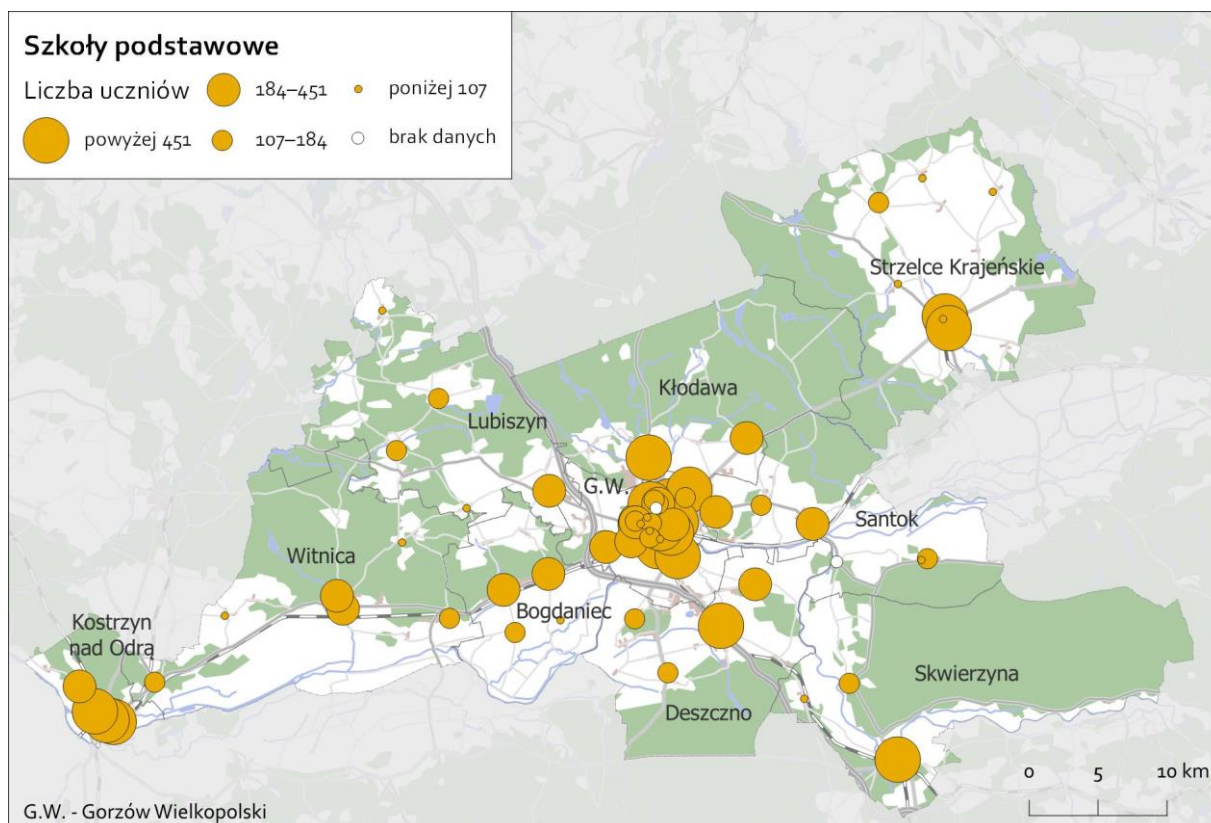 Szkoły podstawowe
Liczba uczniów
184–451
poniżej 107
powyżej 451
107–184
brak danych
Strzelce Krajeńskie
Kłodawa
Lubiszyn
G.W.
Santok
Witnica
Bogdaniec
Kostrzyn
nad Odrą
Skwierzyna
Deszczno
0 5 10 km
G.W. - Gorzów Wielkopolski